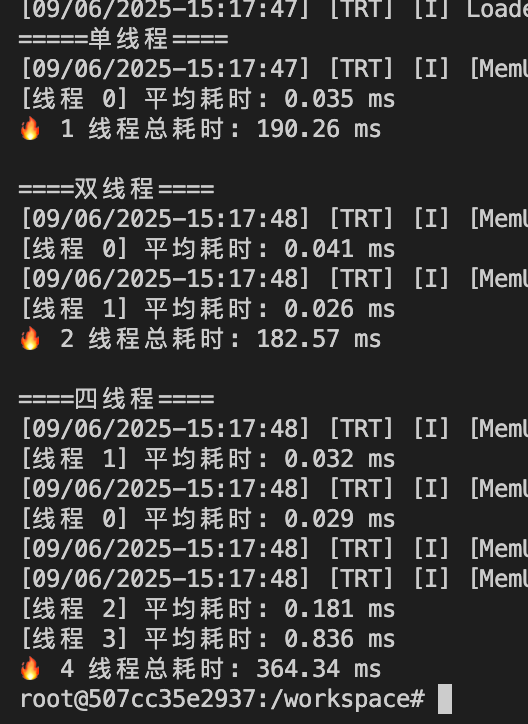 [09/06/2025-15:17:47] [TRT] [I] Loade
=====单线程====
[09/06/2025-15:17:47] [TRT] [I] [MemU
[线程 0] 平均耗时: 0.035 ms
🔥 1 线程总耗时: 190.26 ms
====双线程====
[09/06/2025-15:17:48] [TRT] [I] [MemU
[线程 0] 平均耗时: 0.041 ms
[09/06/2025-15:17:48] [TRT] [I] [MemU
[线程 1] 平均耗时: 0.026 ms
🔥 2 线程总耗时: 182.57 ms
====四线程====
[09/06/2025-15:17:48] [TRT] [I] [MemU
[线程 1] 平均耗时: 0.032 ms
[09/06/2025-15:17:48] [TRT] [I] [MemU
[线程 0] 平均耗时: 0.029 ms
[09/06/2025-15:17:48] [TRT] [I] [MemU
[09/06/2025-15:17:48] [TRT] [I] [MemU
[线程 2] 平均耗时: 0.181 ms
[线程 3] 平均耗时: 0.836 ms
🔥 4 线程总耗时: 364.34 ms
root@507cc35e2937:/workspace#